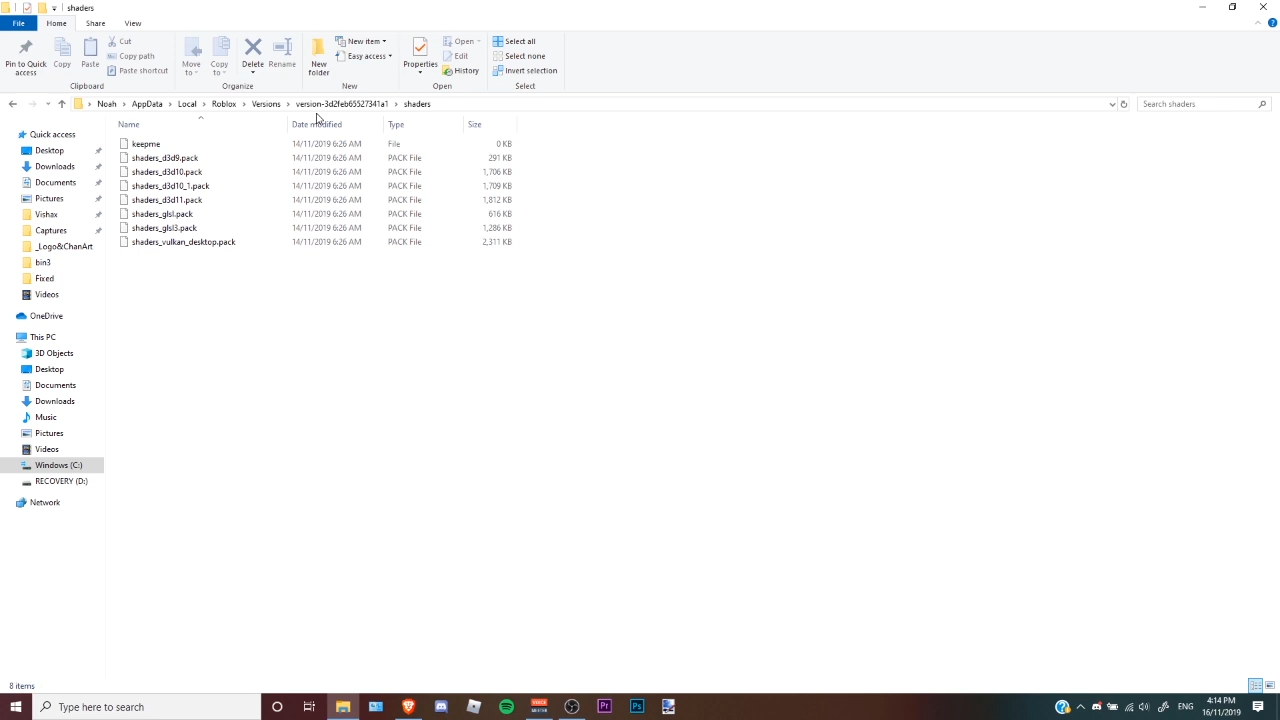 shaders
File Home Share View
Pin to Quick access
Copy
Paste
Cut
Copy path
Paste shortcut
Clipboard
Move to
Copy to
Delete
Rename
Organize
New folder
New item
Easy access
New
Properties
Open
Edit
History
Open
Select all
Select none
Invert selection
Select
Noah > AppData > Local > Roblox > Versions > version-3d2feb65527341a1 > shaders
Search shaders
Name Date modified Type Size
keepme 14/11/2019 6:26 AM File 0 KB
shaders_d3d9.pack 14/11/2019 6:26 AM PACK File 291 KB
shaders_d3d10.pack 14/11/2019 6:26 AM PACK File 1,706 KB
shaders_d3d10_1.pack 14/11/2019 6:26 AM PACK File 1,709 KB
shaders_d3d11.pack 14/11/2019 6:26 AM PACK File 1,812 KB
shaders_glsl.pack 14/11/2019 6:26 AM PACK File 616 KB
shaders_glsl3.pack 14/11/2019 6:26 AM PACK File 1,286 KB
shaders_vulkan_desktop.pack 14/11/2019 6:26 AM PACK File 2,311 KB
Quick access
Desktop
Downloads
Documents
Pictures
Vishax
Captures
_Logo&ChanArt
bin3
Fixed
Videos
OneDrive
This PC
3D Objects
Desktop
Documents
Downloads
Music
Pictures
Videos
Windows (C:)
RECOVERY (D:)
Network
8 items
Type here to search
Pr
Ps
ENG
4:14 PM
16/11/2019